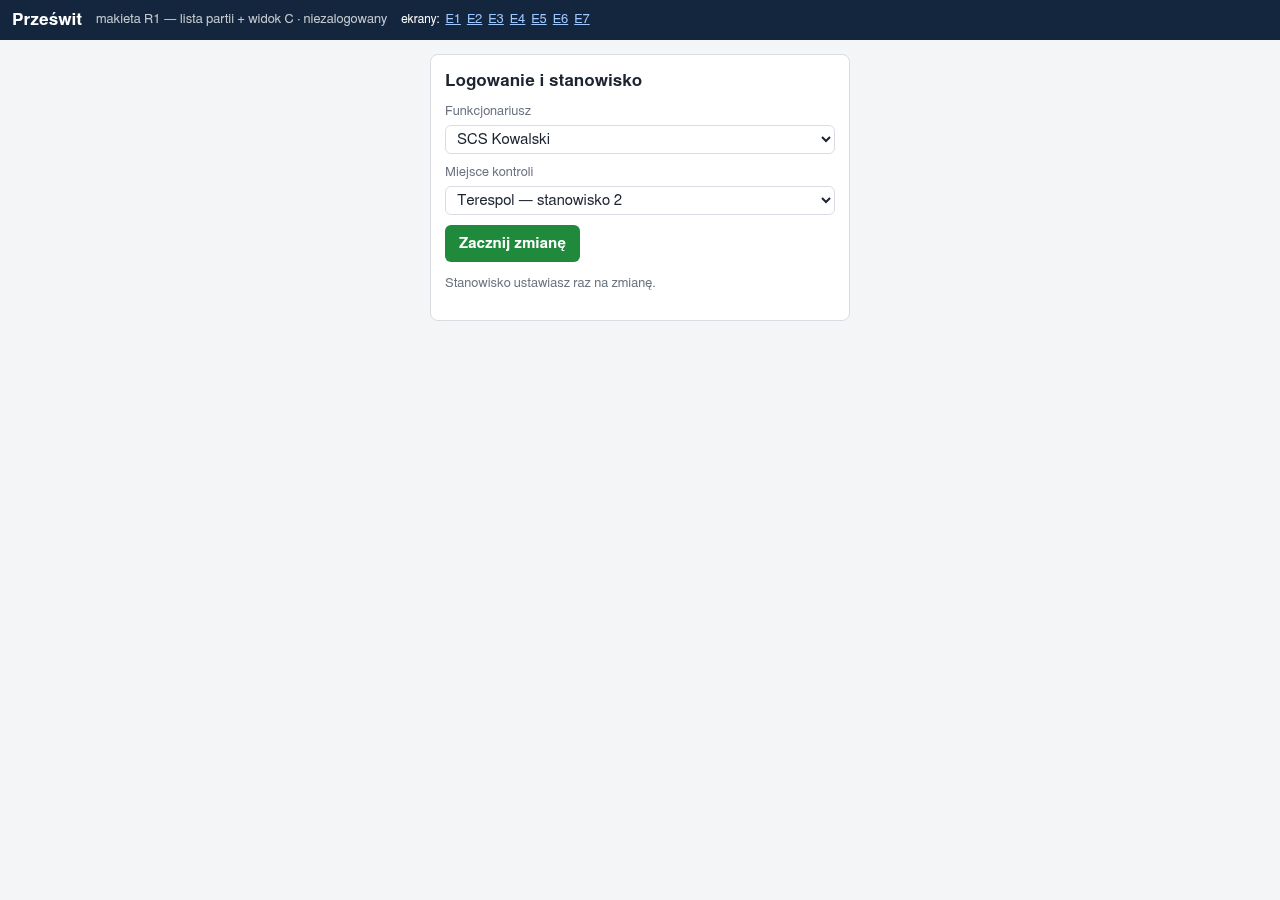 Prześwit makieta R1 — lista partii + widok C · niezalogowany ekrany: E1 E2 E3 E4 E5 E6 E7
Logowanie i stanowisko
Funkcjonariusz
SCS Kowalski
Miejsce kontroli
Terespol — stanowisko 2
Zacznij zmianę
Stanowisko ustawiasz raz na zmianę.